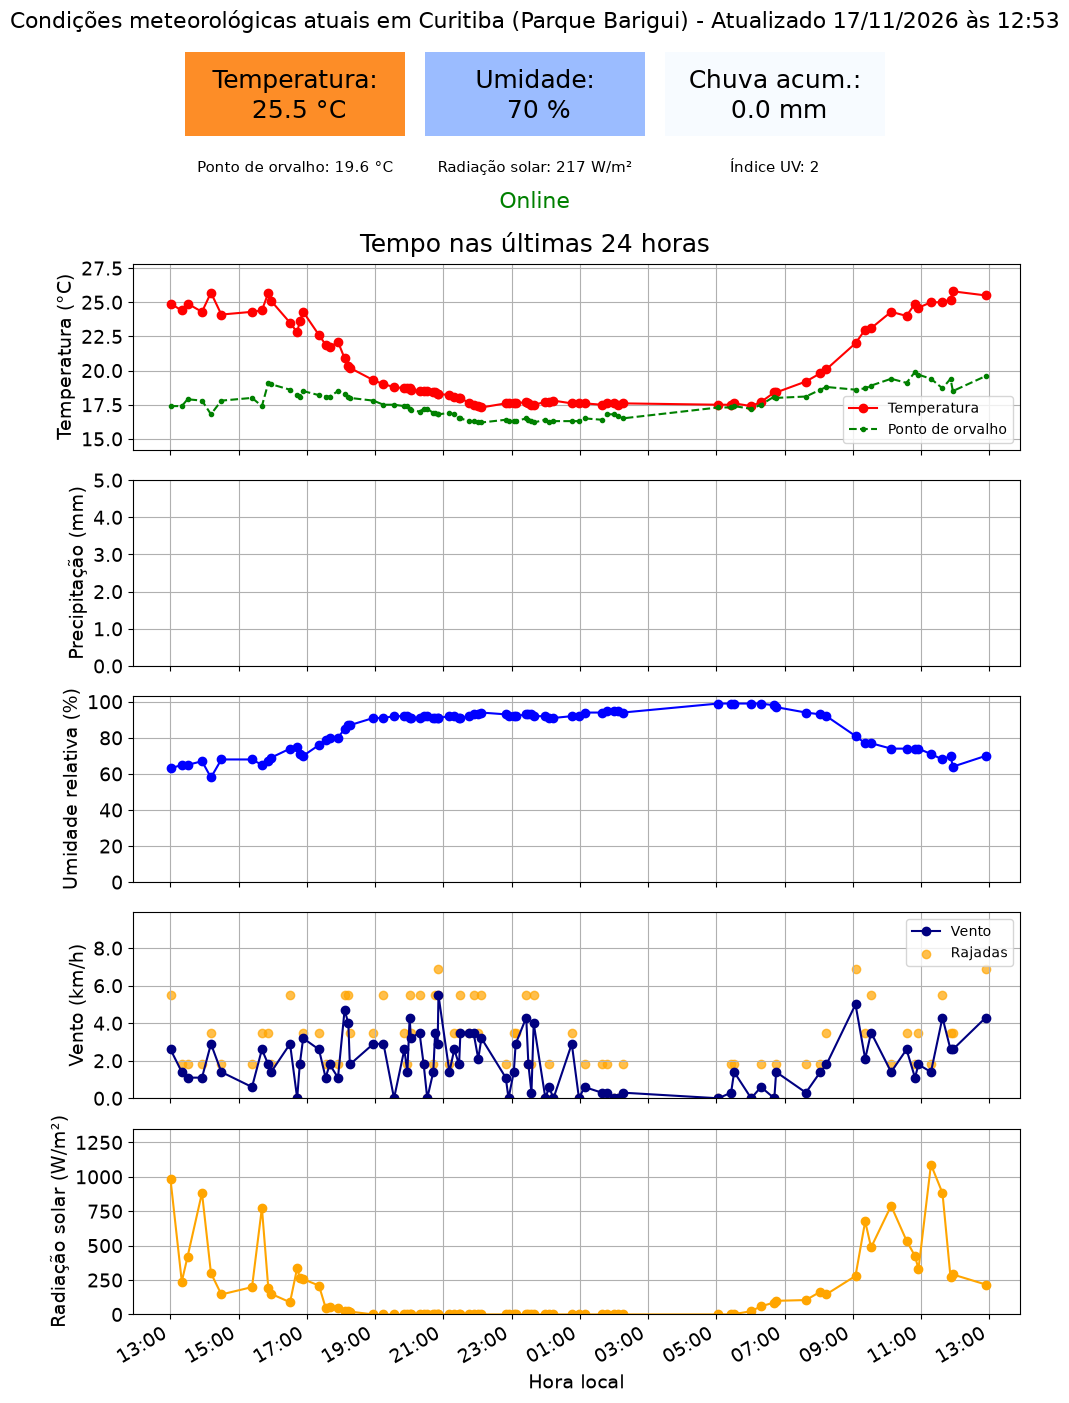 Condições meteorológicas atuais em Curitiba (Parque Barigui) - Atualizado 17/11/2026 às 12:53
Temperatura:
25.5 °C
Umidade:
70 %
Chuva acum.:
0.0 mm
Ponto de orvalho: 19.6 °C
Radiação solar: 217 W/m²
Índice UV: 2
Online
Tempo nas últimas 24 horas
Temperatura (°C)
27.5
25.0
22.5
20.0
17.5
15.0
Temperatura
Ponto de orvalho
Precipitação (mm)
5.0
4.0
3.0
2.0
1.0
0.0
Umidade relativa (%)
100
80
60
40
20
0
Vento (km/h)
8.0
6.0
4.0
2.0
0.0
Vento
Rajadas
Radiação solar (W/m²)
1250
1000
750
500
250
0
13:00
15:00
17:00
19:00
21:00
23:00
01:00
03:00
05:00
07:00
09:00
11:00
13:00
Hora local